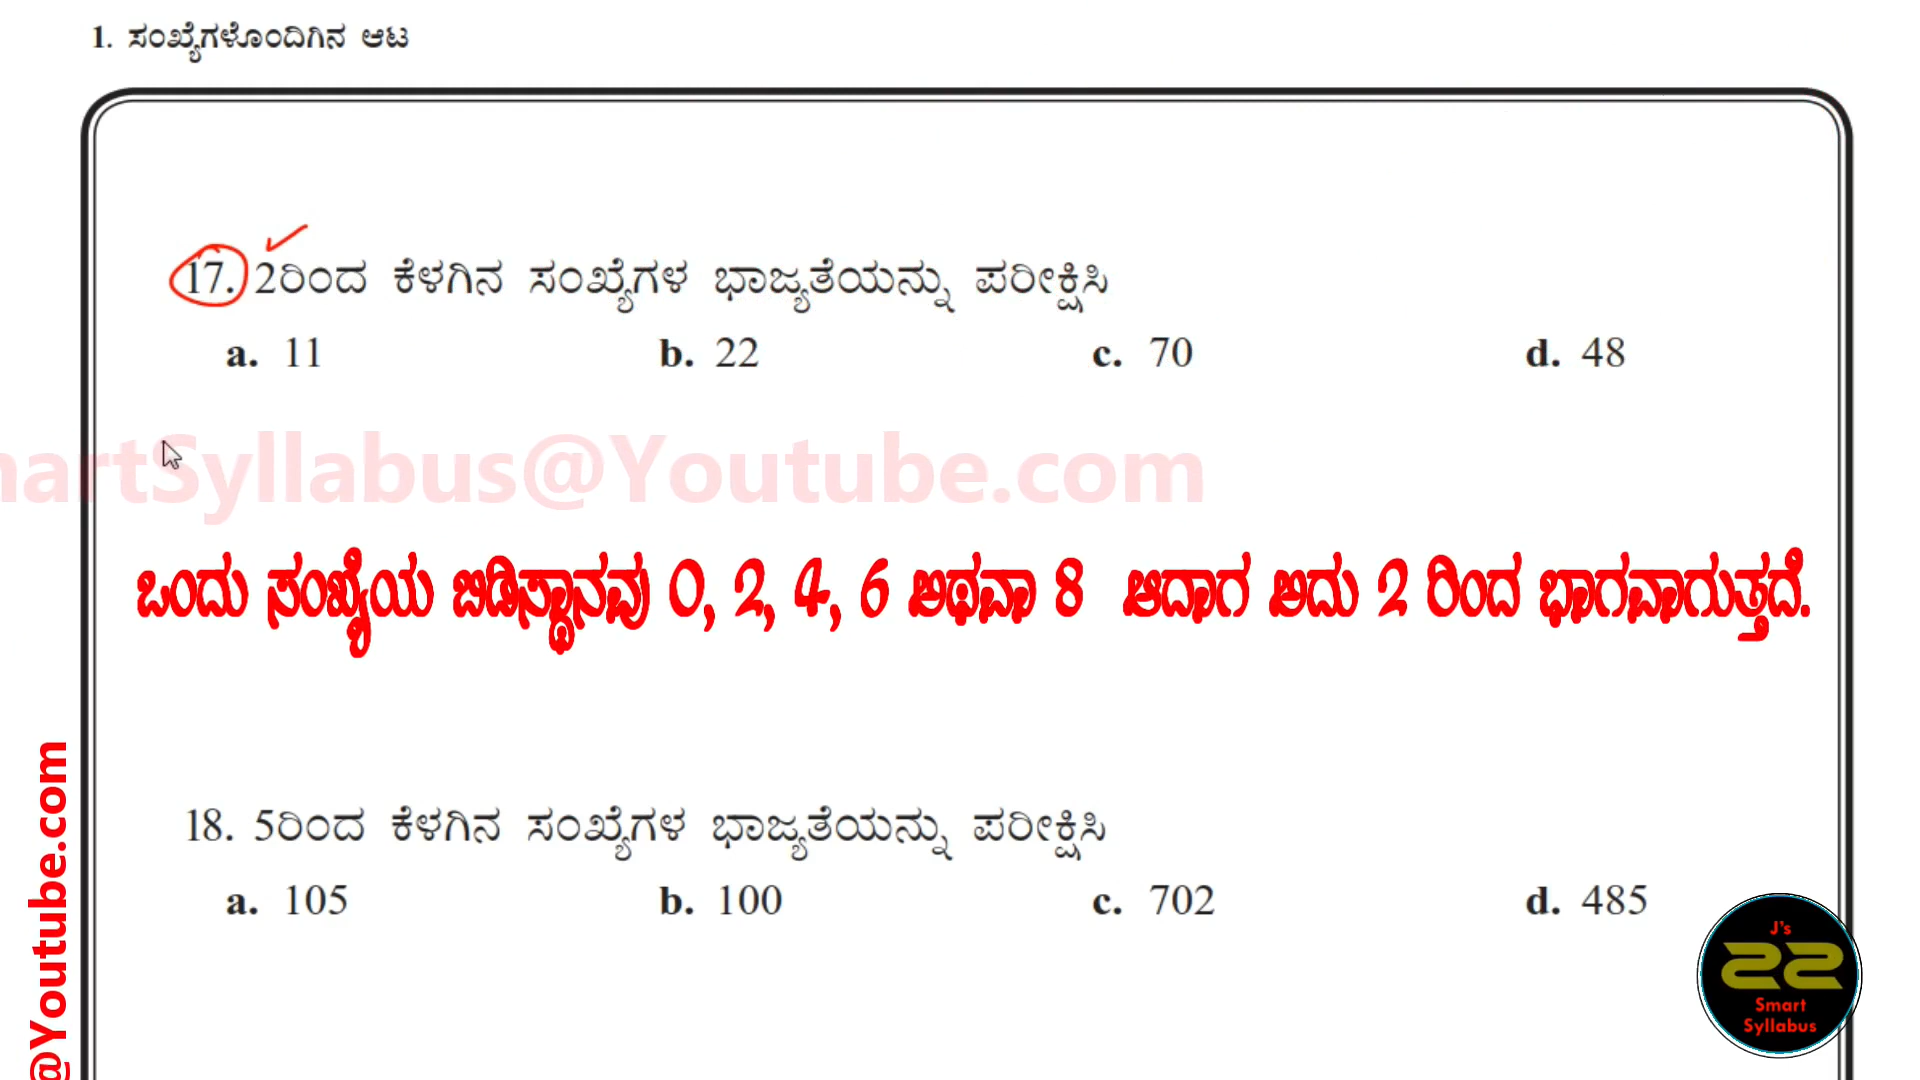 1. ಸಂಖ್ಯೆಗಳೊಂದಿಗಿನ ಆಟ
17. 2ರಿಂದ ಕೆಳಗಿನ ಸಂಖ್ಯೆಗಳ ಭಾಜ್ಯತೆಯನ್ನು ಪರೀಕ್ಷಿಸಿ
a. 11 b. 22 c. 70 d. 48
martSyllabus@Youtube.com
ಒಂದು ಸಂಖ್ಯೆಯ ಬಿಡಿಸ್ಥಾನವು 0, 2, 4, 6 ಅಥವಾ 8 ಆದಾಗ ಅದು 2 ರಿಂದ ಭಾಗವಾಗುತ್ತದೆ.
18. 5ರಿಂದ ಕೆಳಗಿನ ಸಂಖ್ಯೆಗಳ ಭಾಜ್ಯತೆಯನ್ನು ಪರೀಕ್ಷಿಸಿ
a. 105 b. 100 c. 702 d. 485
@Youtube.com
J's
SS
Smart
Syllabus